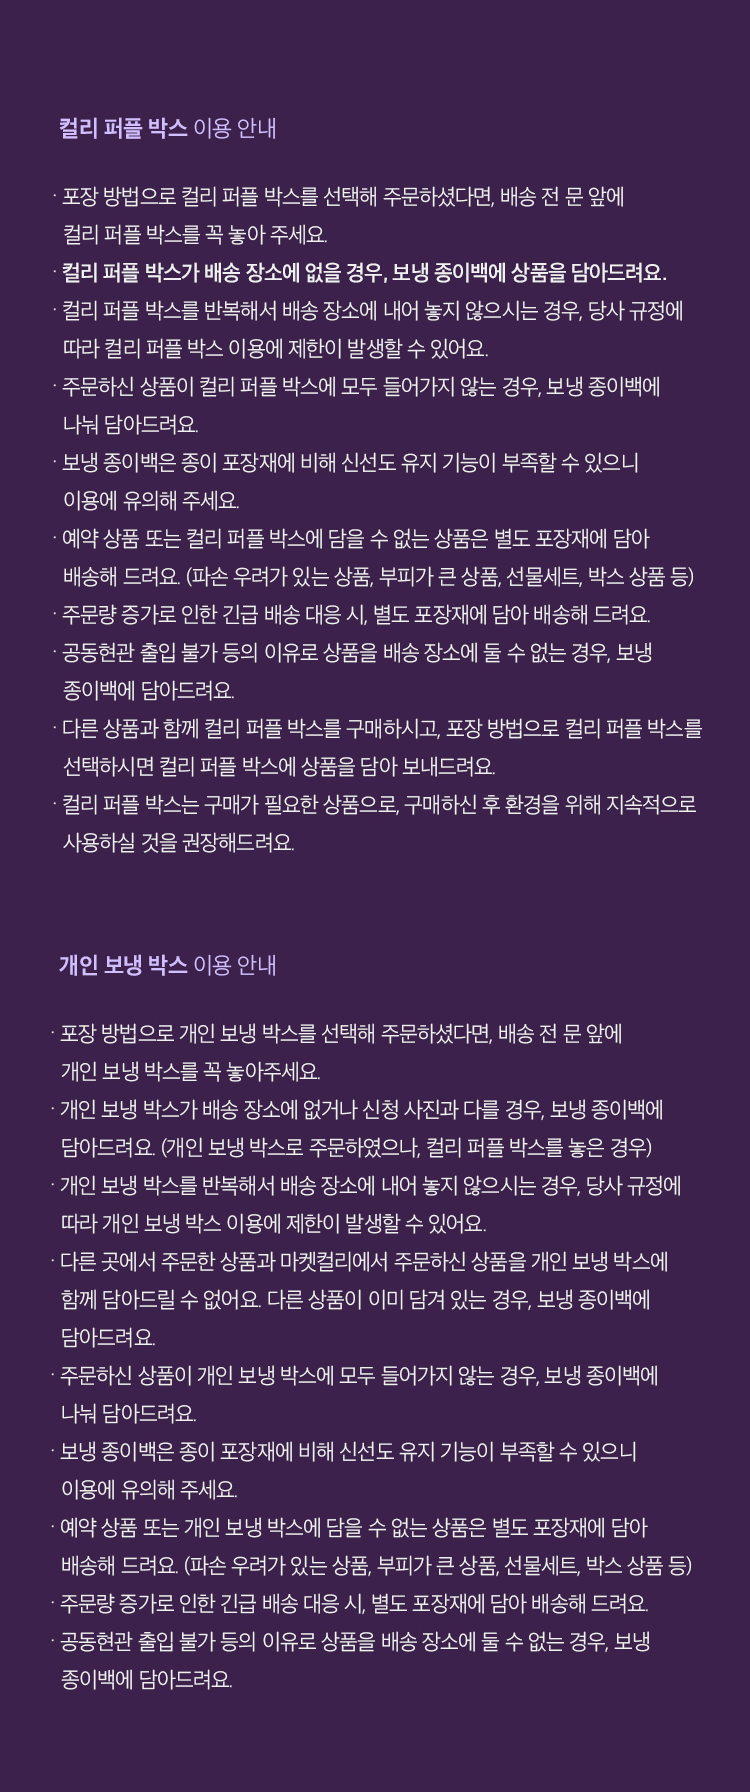 컬리 퍼플 박스 이용 안내
· 포장 방법으로 컬리 퍼플 박스를 선택해 주문하셨다면, 배송 전 문 앞에
컬리 퍼플 박스를 꼭 놓아 주세요.
· 컬리 퍼플 박스가 배송 장소에 없을 경우, 보냉 종이백에 상품을 담아드려요.
· 컬리 퍼플 박스를 반복해서 배송 장소에 내어 놓지 않으시는 경우, 당사 규정에
따라 컬리 퍼플 박스 이용에 제한이 발생할 수 있어요.
· 주문하신 상품이 컬리 퍼플 박스에 모두 들어가지 않는 경우, 보냉 종이백에
나눠 담아드려요.
· 보냉 종이백은 종이 포장재에 비해 신선도 유지 기능이 부족할 수 있으니
이용에 유의해 주세요.
· 예약 상품 또는 컬리 퍼플 박스에 담을 수 없는 상품은 별도 포장재에 담아
배송해 드려요. (파손 우려가 있는 상품, 부피가 큰 상품, 선물세트, 박스 상품 등)
· 주문량 증가로 인한 긴급 배송 대응 시, 별도 포장재에 담아 배송해 드려요.
· 공동현관 출입 불가 등의 이유로 상품을 배송 장소에 둘 수 없는 경우, 보냉
종이백에 담아드려요.
· 다른 상품과 함께 컬리 퍼플 박스를 구매하시고, 포장 방법으로 컬리 퍼플 박스를
선택하시면 컬리 퍼플 박스에 상품을 담아 보내드려요.
· 컬리 퍼플 박스는 구매가 필요한 상품으로, 구매하신 후 환경을 위해 지속적으로
사용하실 것을 권장해드려요.
개인 보냉 박스 이용 안내
· 포장 방법으로 개인 보냉 박스를 선택해 주문하셨다면, 배송 전 문 앞에
개인 보냉 박스를 꼭 놓아주세요.
· 개인 보냉 박스가 배송 장소에 없거나 신청 사진과 다를 경우, 보냉 종이백에
담아드려요. (개인 보냉 박스로 주문하였으나, 컬리 퍼플 박스를 놓은 경우)
· 개인 보냉 박스를 반복해서 배송 장소에 내어 놓지 않으시는 경우, 당사 규정에
따라 개인 보냉 박스 이용에 제한이 발생할 수 있어요.
· 다른 곳에서 주문한 상품과 마켓컬리에서 주문하신 상품을 개인 보냉 박스에
함께 담아드릴 수 없어요. 다른 상품이 이미 담겨 있는 경우, 보냉 종이백에
담아드려요.
· 주문하신 상품이 개인 보냉 박스에 모두 들어가지 않는 경우, 보냉 종이백에
나눠 담아드려요.
· 보냉 종이백은 종이 포장재에 비해 신선도 유지 기능이 부족할 수 있으니
이용에 유의해 주세요.
· 예약 상품 또는 개인 보냉 박스에 담을 수 없는 상품은 별도 포장재에 담아
배송해 드려요. (파손 우려가 있는 상품, 부피가 큰 상품, 선물세트, 박스 상품 등)
· 주문량 증가로 인한 긴급 배송 대응 시, 별도 포장재에 담아 배송해 드려요.
· 공동현관 출입 불가 등의 이유로 상품을 배송 장소에 둘 수 없는 경우, 보냉
종이백에 담아드려요.